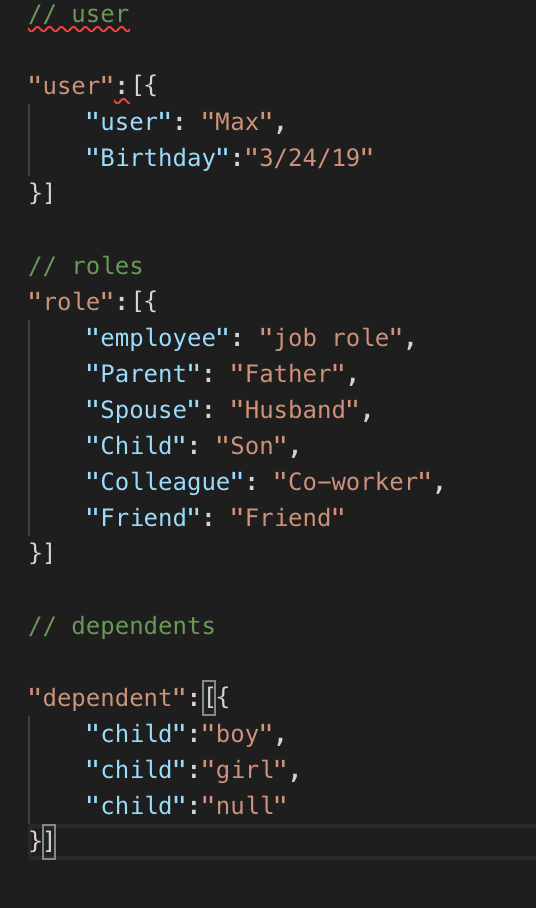 // user
"user":[{
"user": "Max",
"Birthday":"3/24/19"
}]
// roles
"role":[{
"employee": "job role",
"Parent": "Father",
"Spouse": "Husband",
"Child": "Son",
"Colleague": "Co-worker",
"Friend": "Friend"
}]
// dependents
"dependent":[{
"child":"boy",
"child":"girl",
"child":"null"
}]